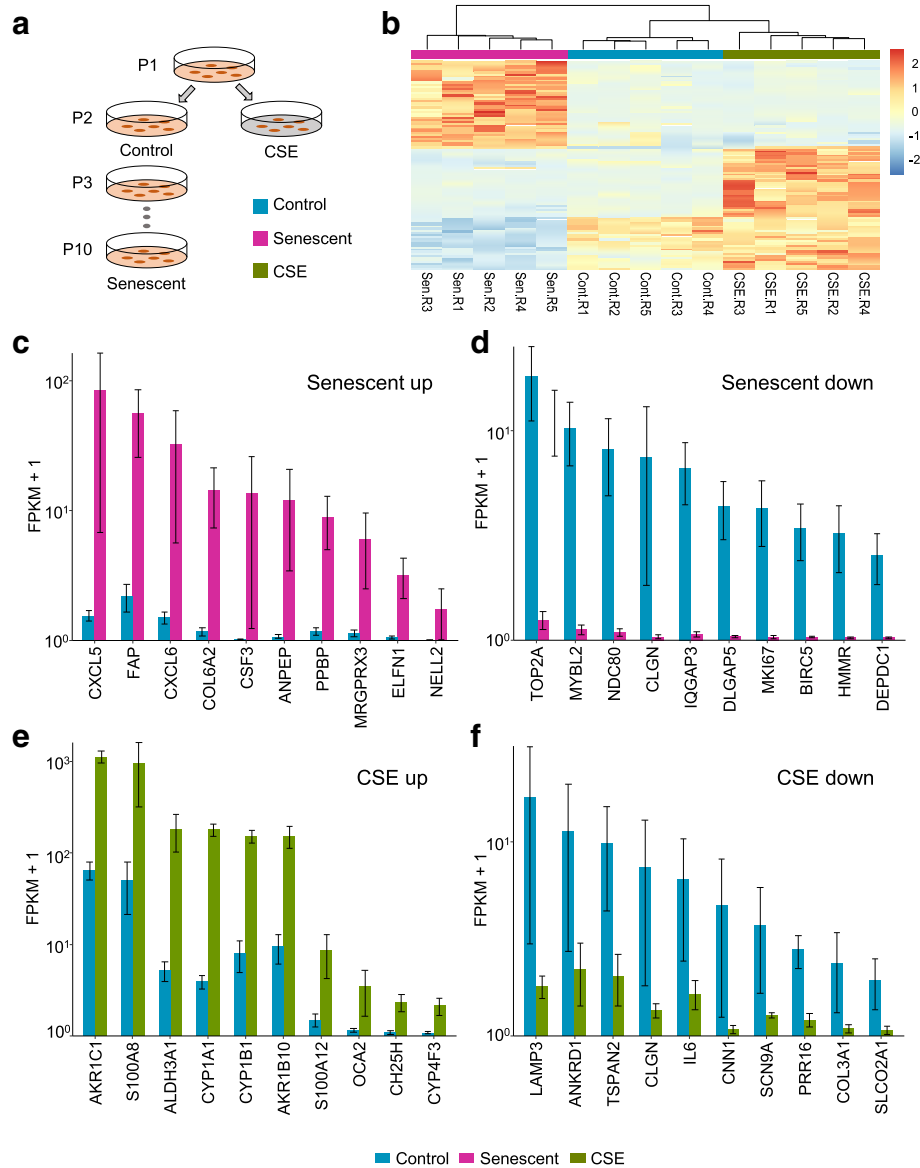 a
P1
P2
Control
CSE
P3
P10
Senescent
Control
Senescent
CSE
b
2
1
0
-1
-2
Sen.R3
Sen.R1
Sen.R2
Sen.R4
Sen.R5
Cont.R1
Cont.R2
Cont.R5
Cont.R3
Cont.R4
CSE.R3
CSE.R1
CSE.R5
CSE.R2
CSE.R4
c
Senescent up
FPKM + 1
10²
10¹
10⁰
CXCL5
FAP
CXCL6
COL6A2
CSF3
ANPEP
PPBP
MRGPRX3
ELFN1
NELL2
d
Senescent down
FPKM + 1
10¹
10⁰
TOP2A
MYBL2
NDC80
CLGN
IQGAP3
DLGAP5
MKI67
BIRC5
HMMR
DEPDC1
e
CSE up
FPKM + 1
10³
10²
10¹
10⁰
AKR1C1
S100A8
ALDH3A1
CYP1A1
CYP1B1
AKR1B10
S100A12
OCA2
CH25H
CYP4F3
f
CSE down
FPKM + 1
10¹
10⁰
LAMP3
ANKRD1
TSPAN2
CLGN
IL6
CNN1
SCN9A
PRR16
COL3A1
SLCO2A1
Control Senescent CSE